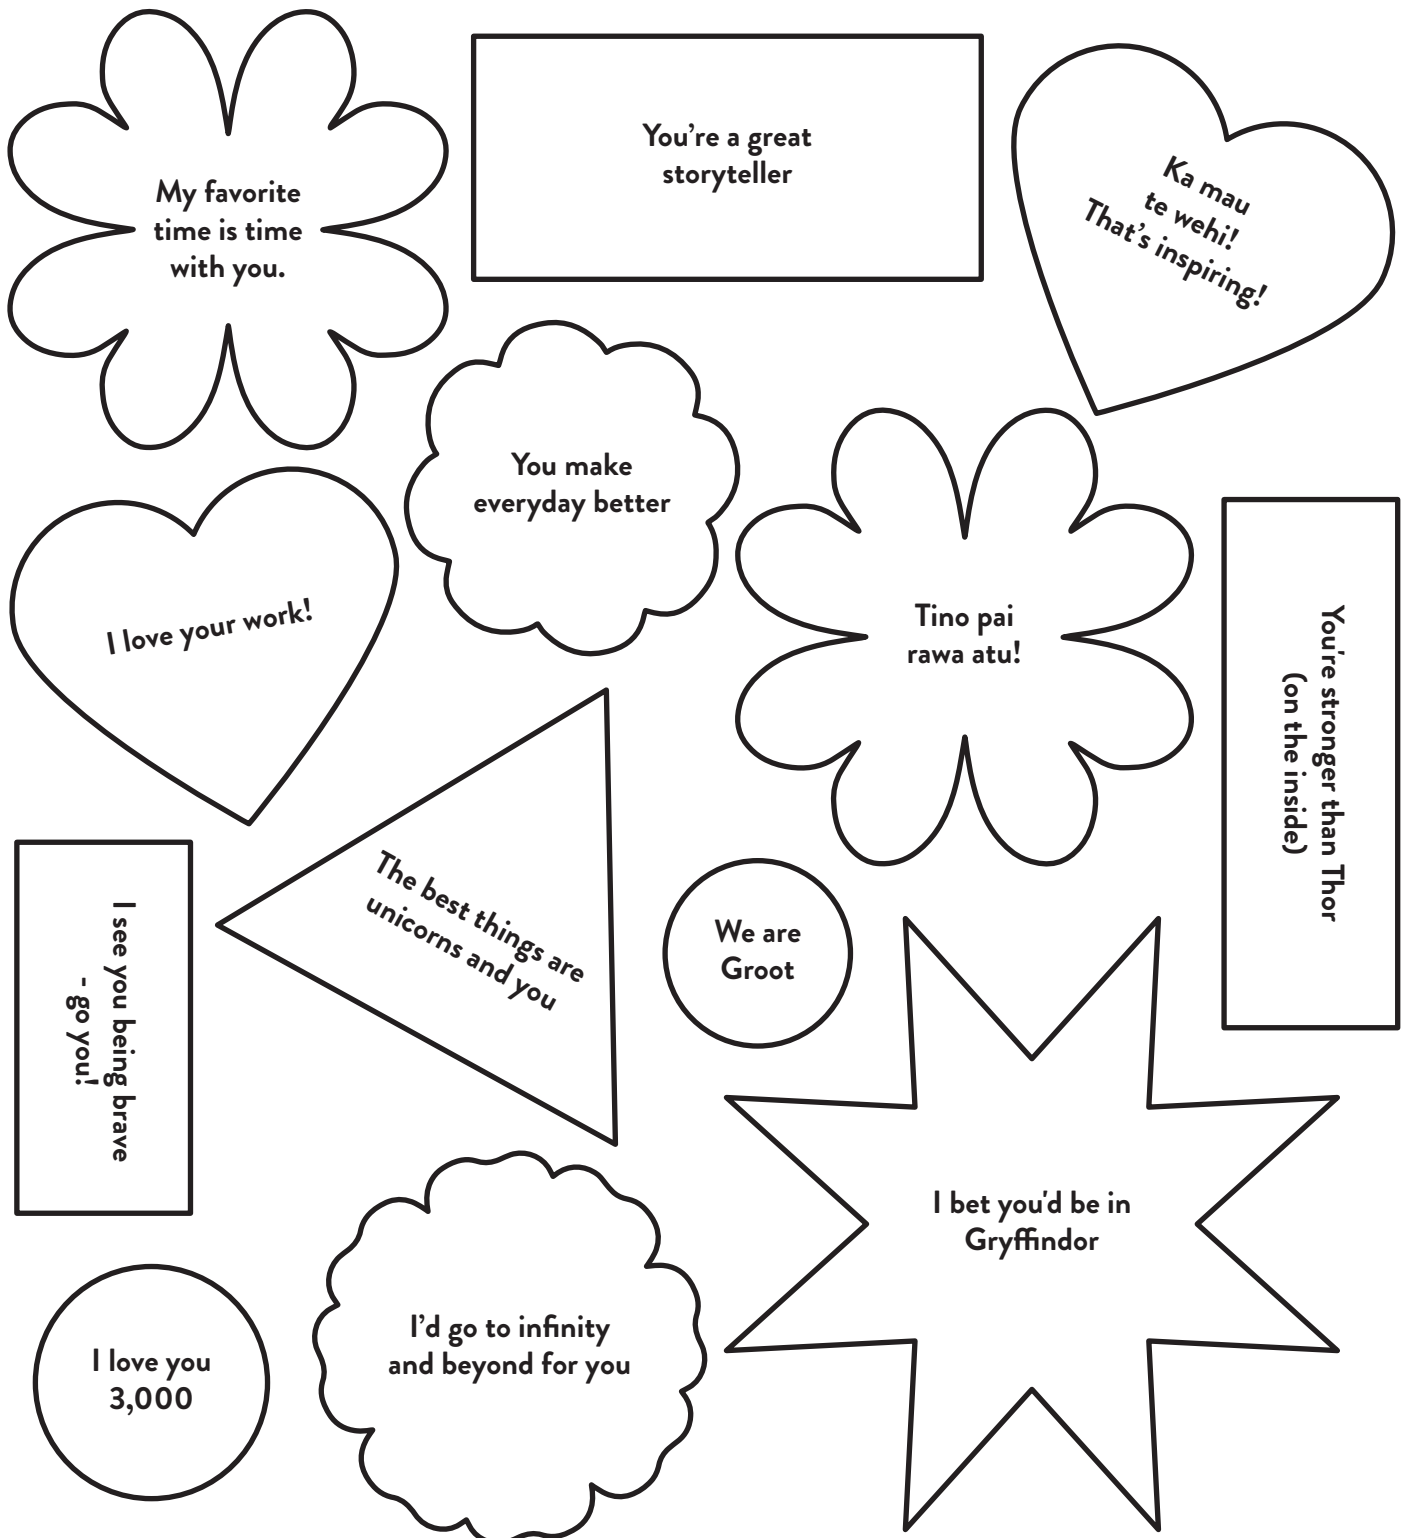 My favorite
time is time
with you.
You’re a great
storyteller
Ka mau
te wehi!
That’s inspiring!
You make
everyday better
I love your work!
Tino pai
rawa atu!
You're stronger than Thor
(on the inside)
The best things are
unicorns and you
We are
Groot
I see you being brave
- go you!
I bet you'd be in
Gryffindor
I’d go to infinity
and beyond for you
I love you
3,000